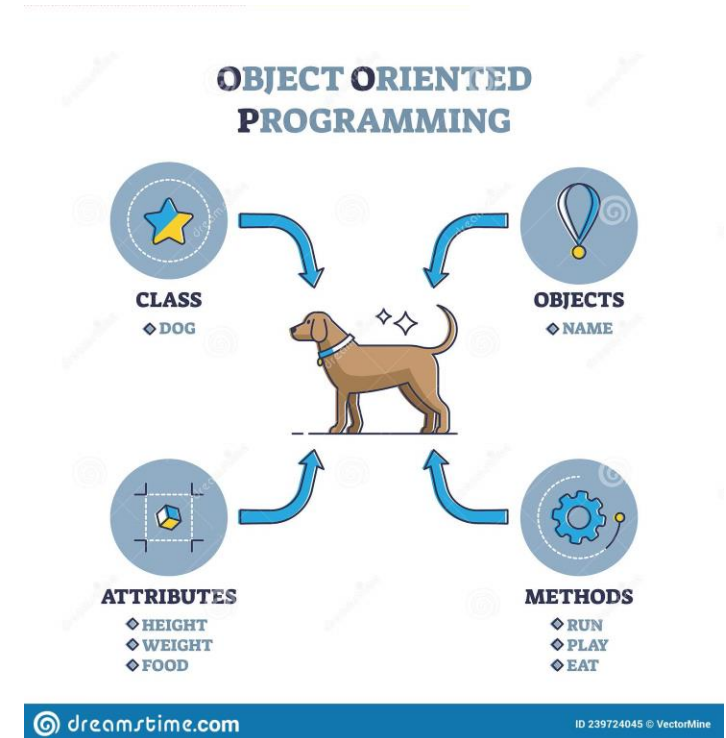 OBJECT ORIENTED
PROGRAMMING
CLASS
DOG
OBJECTS
NAME
ATTRIBUTES
HEIGHT
WEIGHT
FOOD
METHODS
RUN
PLAY
EAT
dreamstime.com
ID 239724045 © VectorMine